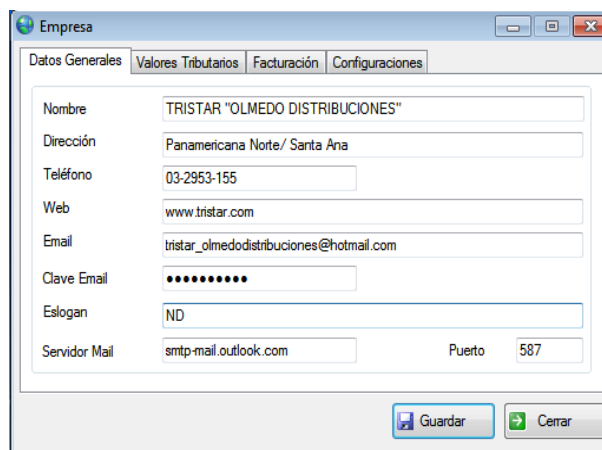 Empresa
Datos Generales Valores Tributarios Facturación Configuraciones
Nombre TRISTAR "OLMEDO DISTRIBUCIONES"
Dirección Panamericana Norte/ Santa Ana
Teléfono 03-2953-155
Web www.tristar.com
Email tristar_olmedodistribuciones@hotmail.com
Clave Email ●●●●●●●●●●
Eslogan ND
Servidor Mail smtp-mail.outlook.com Puerto 587
Guardar Cerrar